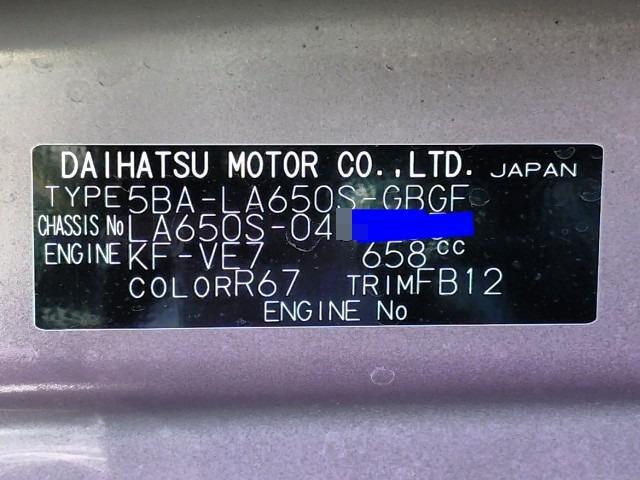 DAIHATSU MOTOR CO.,LTD. JAPAN
TYPE 5BA-LA650S-GBGF
CHASSIS No LA650S-04
ENGINE KF-VE7 658cc
COLOR R67 TRIM FB12
ENGINE No